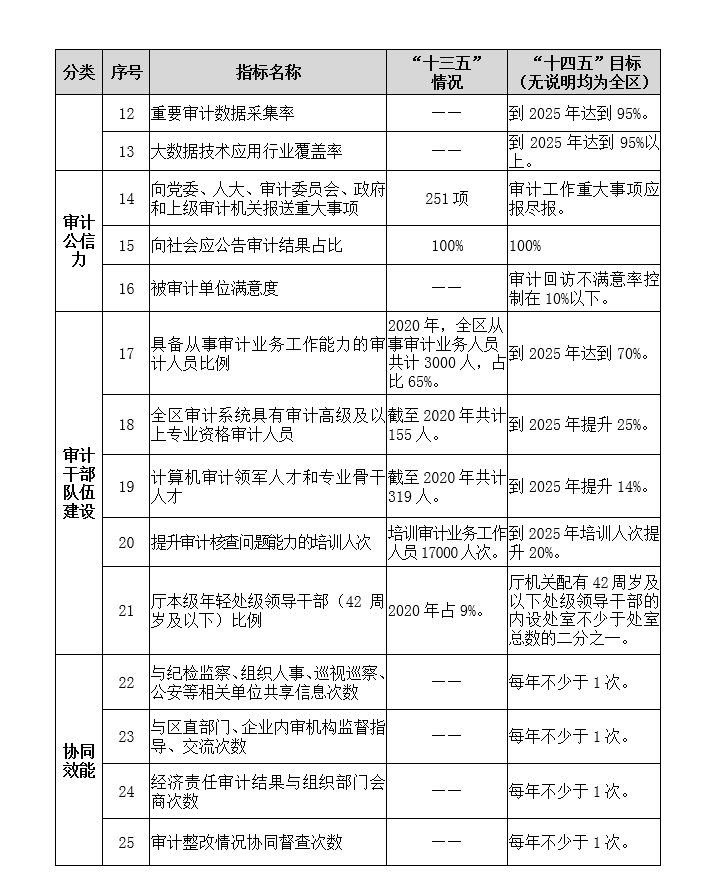 分类 序号 指标名称 “十三五”情况 “十四五”目标（无说明均为全区）
12 重要审计数据采集率 —— 到 2025 年达到 95%。
13 大数据技术应用行业覆盖率 —— 到 2025 年达到 95%以上。
审计公信力
14 向党委、人大、审计委员会、政府和上级审计机关报送重大事项 251 项 审计工作重大事项应报尽报。
15 向社会应公告审计结果占比 100% 100%
16 被审计单位满意度 —— 审计回访不满意率控制在 10%以下。
审计干部队伍建设
17 具备从事审计业务工作能力的审计人员比例 2020 年，全区从事审计业务人员共计 3000 人，占比 65%。 到 2025 年达到 70%。
18 全区审计系统具有审计高级及以上专业资格审计人员 截至 2020 年共计 155 人。 到 2025 年提升 25%。
19 计算机审计领军人才和专业骨干人才 截至 2020 年共计 319 人。 到 2025 年提升 14%。
20 提升审计核查问题能力的培训人次 培训审计业务工作人员 17000 人次。 到 2025 年培训人次提升 20%。
21 厅本级年轻处级领导干部（42 周岁及以下）比例 2020 年占 9%。 厅机关配有 42 周岁及以下处级领导干部的内设处室不少于处室总数的二分之一。
协同效能
22 与纪检监察、组织人事、巡视巡察、公安等相关单位共享信息次数 —— 每年不少于 1 次。
23 与区直部门、企业内审机构监督指导、交流次数 —— 每年不少于 1 次。
24 经济责任审计结果与组织部门会商次数 —— 每年不少于 1 次。
25 审计整改情况协同督查次数 —— 每年不少于 1 次。